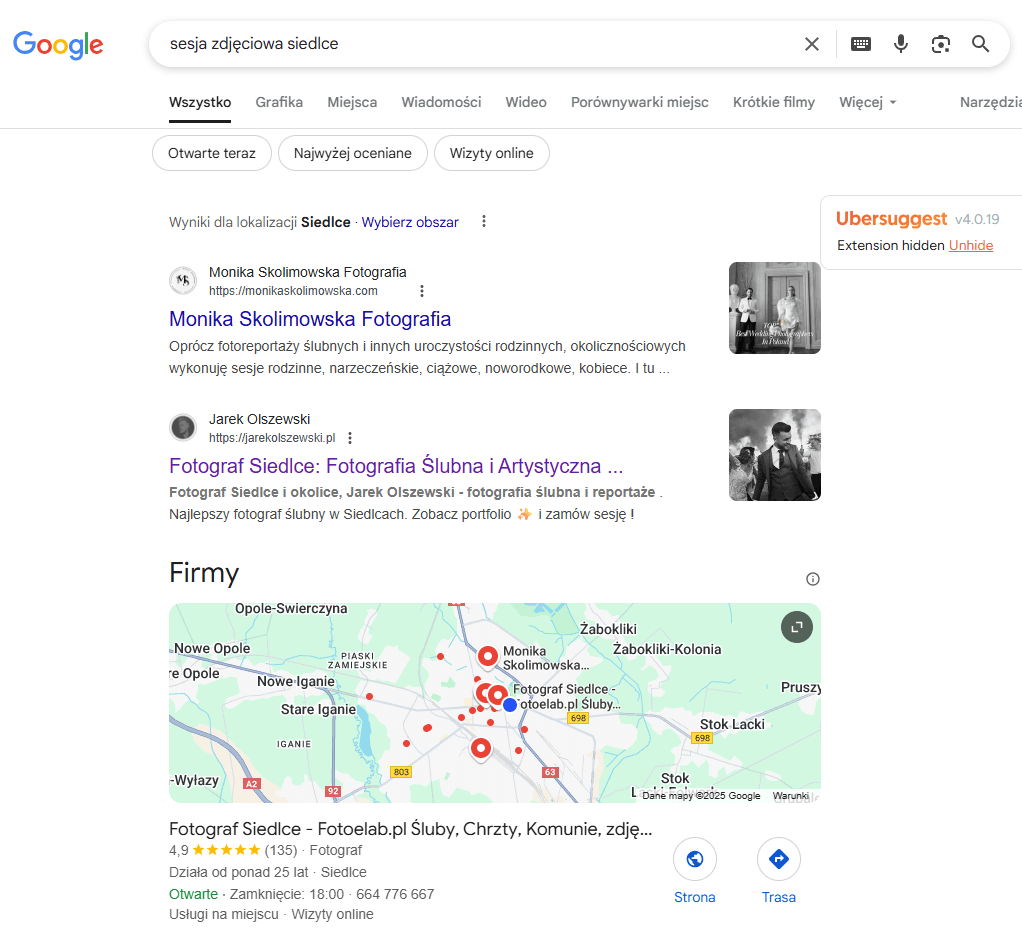 Google
sesja zdjęciowa siedlce
Wszystko Grafika Miejsca Wiadomości Wideo Porównywarki miejsc Krótkie filmy Więcej Narzędzia
Otwarte teraz Najwyżej oceniane Wizyty online
Wyniki dla lokalizacji Siedlce · Wybierz obszar
Ubersuggest v4.0.19
Extension hidden Unhide
Monika Skolimowska Fotografia
https://monikaskolimowska.com
Monika Skolimowska Fotografia
Oprócz fotoreportaży ślubnych i innych uroczystości rodzinnych, okolicznościowych
wykonuję sesje rodzinne, narzeczeńskie, ciążowe, noworodkowe, kobiece. I tu ...
Best Wedding Photographers
In Poland
Jarek Olszewski
https://jarekolszewski.pl
Fotograf Siedlce: Fotografia Ślubna i Artystyczna ...
Fotograf Siedlce i okolice, Jarek Olszewski - fotografia ślubna i reportaże .
Najlepszy fotograf ślubny w Siedlcach. Zobacz portfolio ✨ i zamów sesję !
Firmy
Opole-Świerczyna
Żabokliki
Nowe Opole
PIASKI
ZAMIEJSKIE
Monika
Skolimowska...
Żabokliki-Kolonia
re Opole
Nowe Iganie
Pruszy
Fotograf Siedlce -
Fotoelab.pl Śluby...
Stare Iganie
698
Stok Lacki
IGANIE
698
803
63
-Wyłazy
A2
92
Stok
Dane mapy ©2025 Google Warunki
Fotograf Siedlce - Fotoelab.pl Śluby, Chrzty, Komunie, zdję...
4,9 ★★★★★ (135) · Fotograf
Działa od ponad 25 lat · Siedlce
Otwarte · Zamknięcie: 18:00 · 664 776 667
Usługi na miejscu · Wizyty online
Strona Trasa